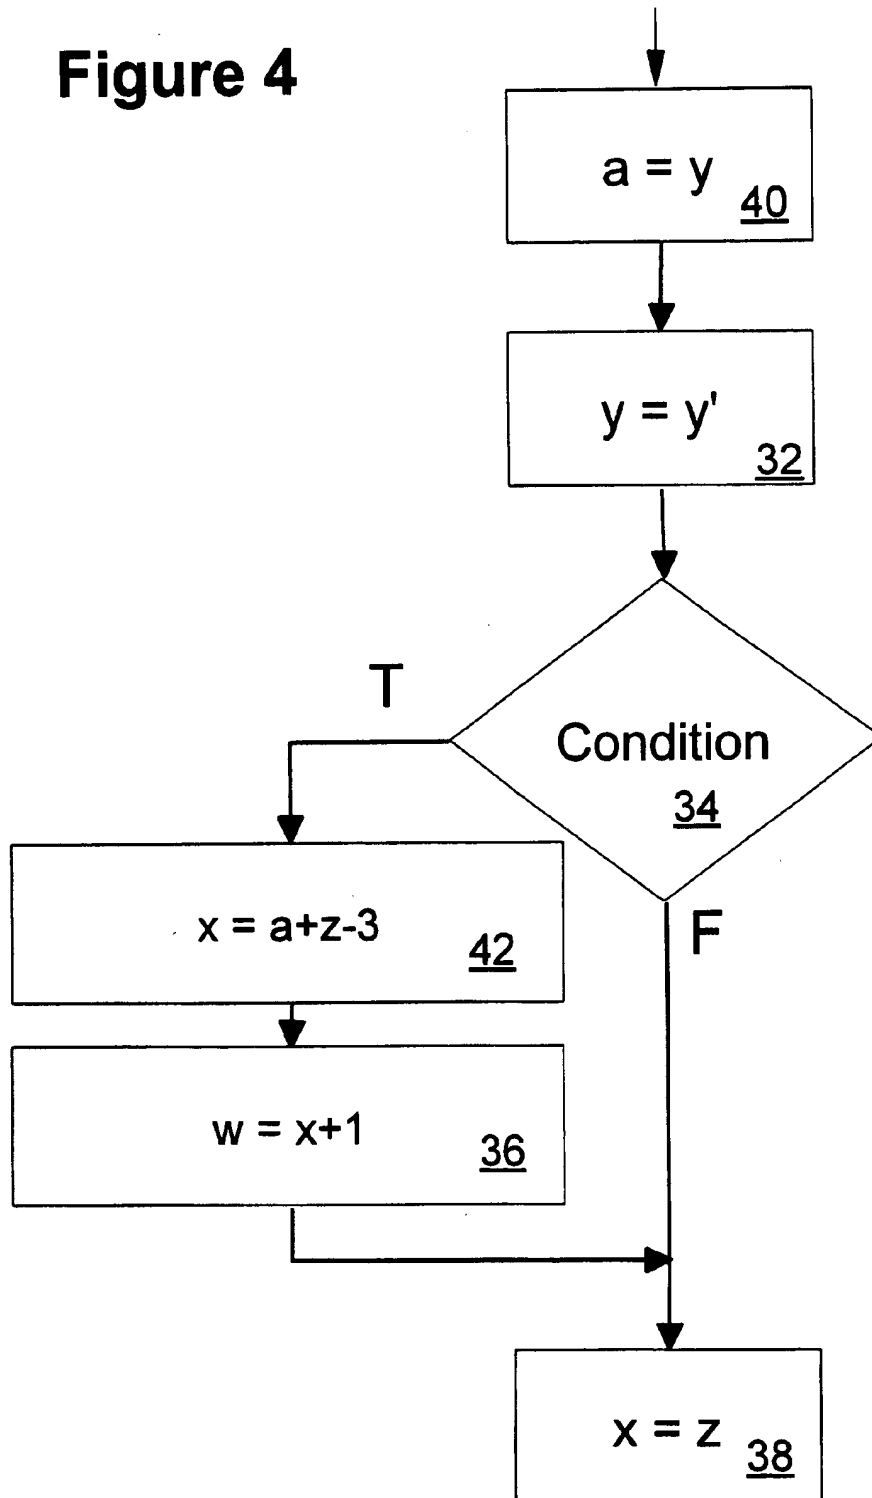 Figure 4
a = y
40
y = y'
32
T
Condition
34
x = a+z-3
42
F
w = x+1
36
x = z
38